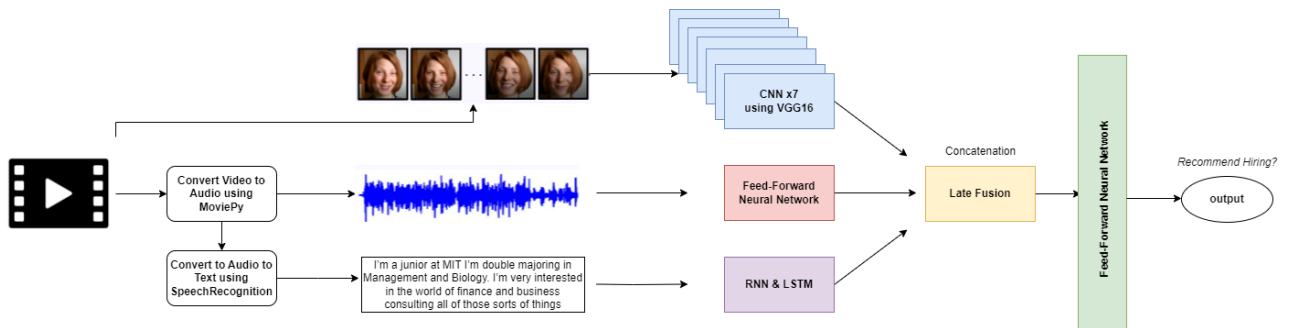 CNN x7
using VGG16
Convert Video to
Audio using
MoviePy
Feed-Forward
Neural Network
Concatenation
Late Fusion
Feed-Forward Neural Network
Recommend Hiring?
output
Convert to Audio to
Text using
SpeechRecognition
I'm a junior at MIT I'm double majoring in
Management and Biology. I'm very interested
in the world of finance and business
consulting all of those sorts of things
RNN & LSTM